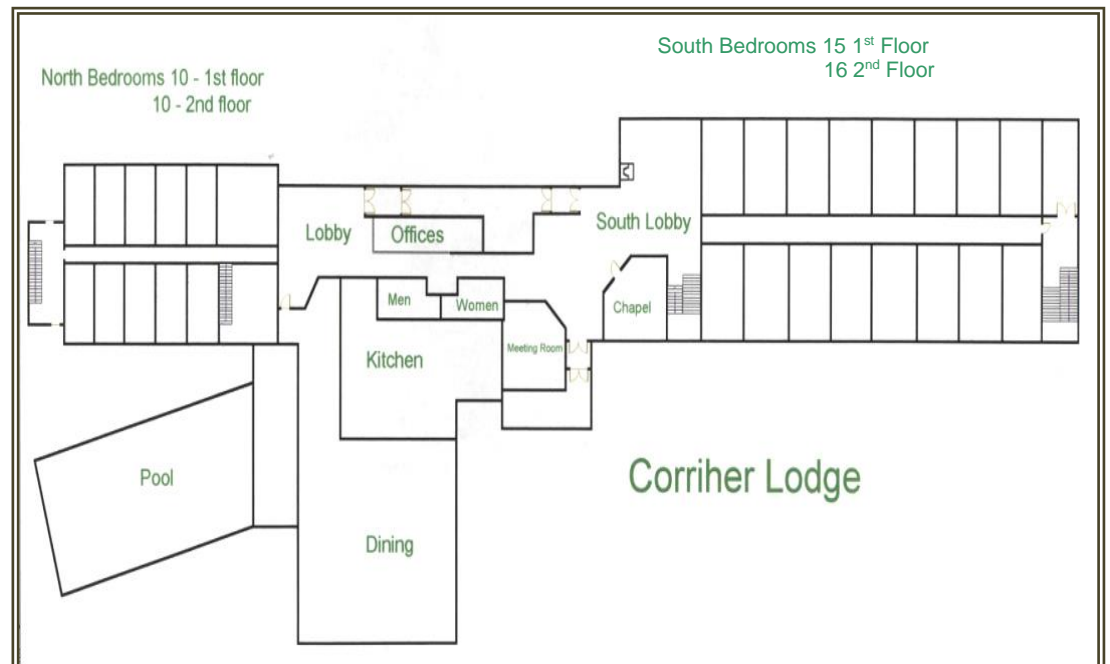 South Bedrooms 15 1st Floor
16 2nd Floor
North Bedrooms 10 - 1st floor
10 - 2nd floor
Lobby
Offices
South Lobby
Men
Women
Chapel
Meeting Room
Kitchen
Pool
Corriher Lodge
Dining